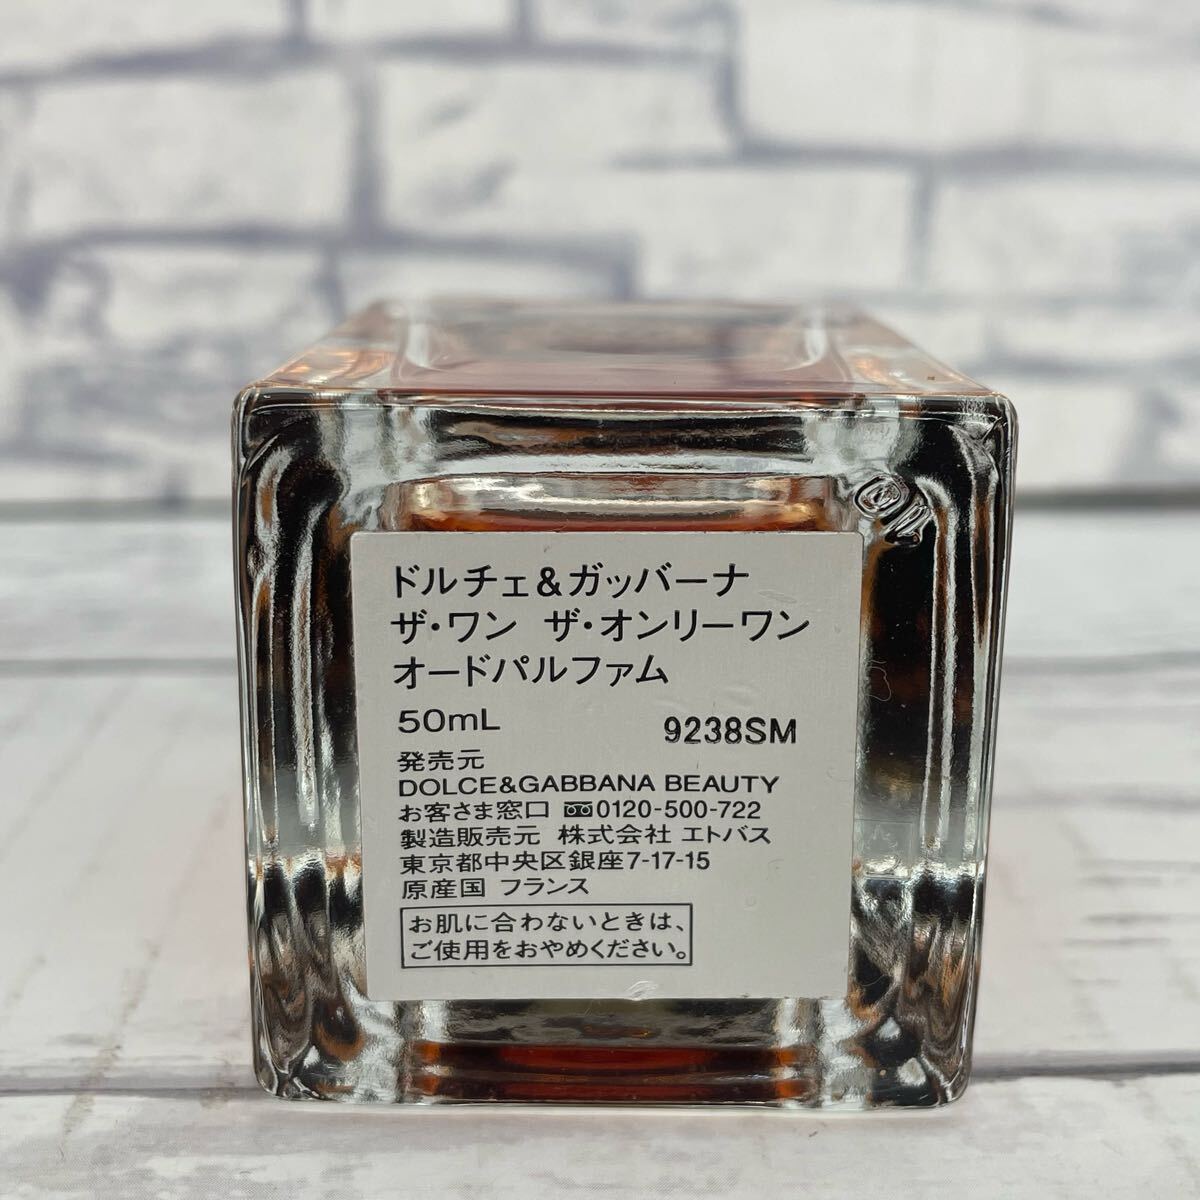 ドルチェ&ガッバーナ
ザ・ワン ザ・オンリーワン
オードパルファム
50mL 9238SM
発売元
DOLCE&GABBANA BEAUTY
お客さま窓口 0120-500-722
製造販売元 株式会社 エトバス
東京都中央区銀座7-17-15
原産国 フランス
お肌に合わないときは、
ご使用をおやめください。